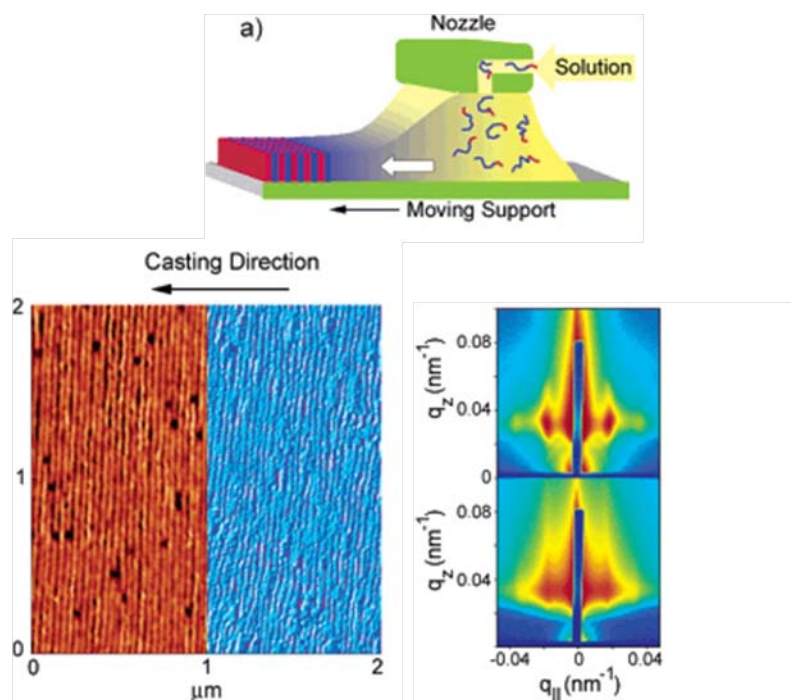 a)
Nozzle
Solution
Moving Support
Casting Direction
2
1
0
0
1
2
μm
q_z (nm^-1)
0.08
0.04
0
q_z (nm^-1)
0.08
0.04
-0.04
0
0.04
q_|| (nm^-1)